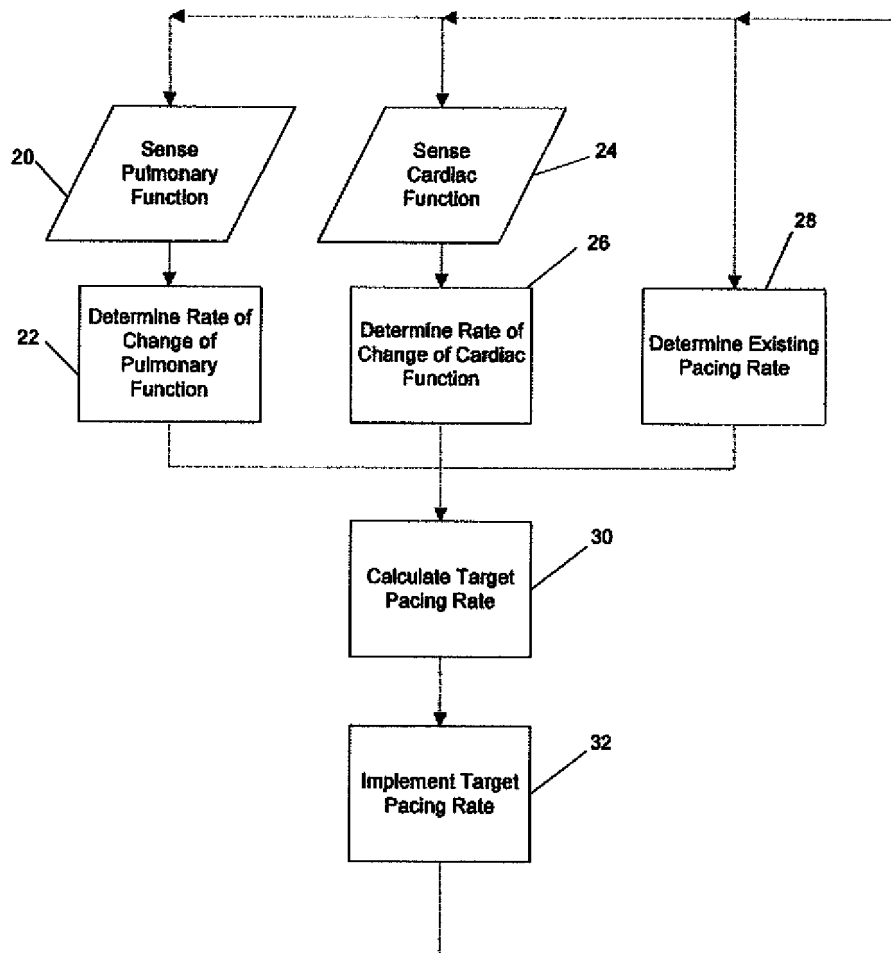 20
Sense
Pulmonary
Function
Sense
Cardiac
Function
24
22
Determine Rate of
Change of
Pulmonary
Function
26
Determine Rate of
Change of Cardiac
Function
28
Determine Existing
Pacing Rate
30
Calculate Target
Pacing Rate
32
Implement Target
Pacing Rate